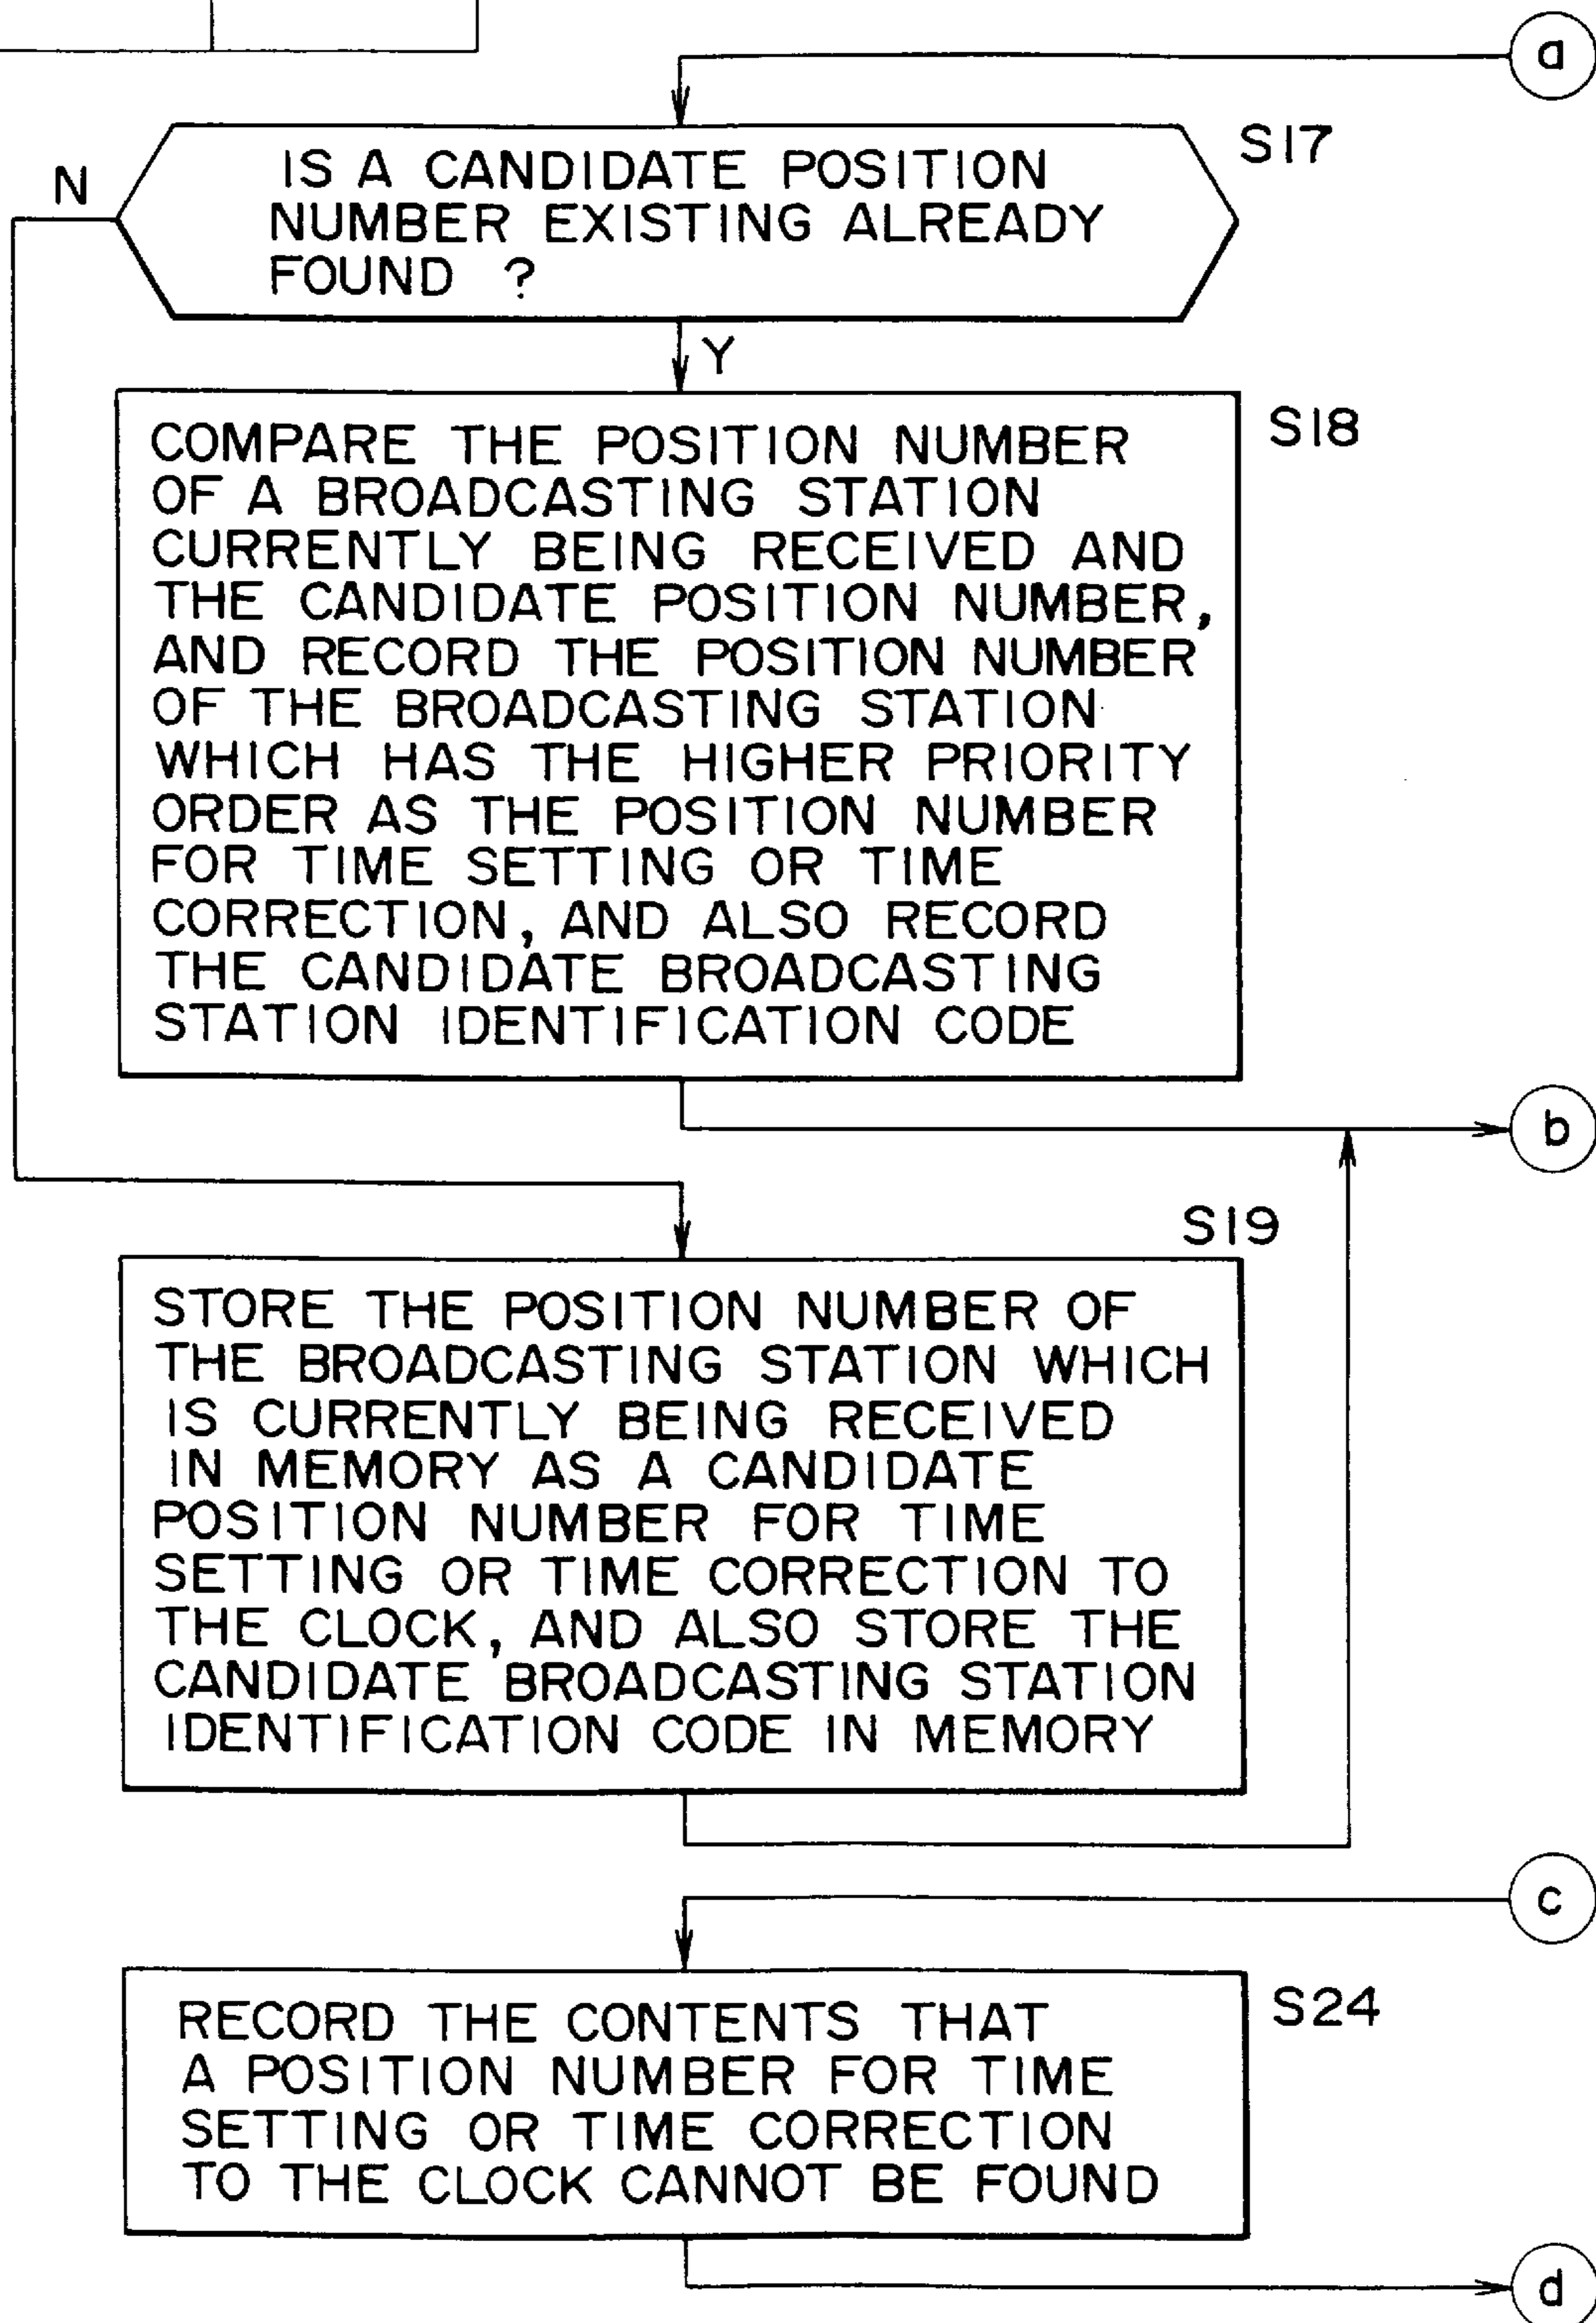 a
S17
N
IS A CANDIDATE POSITION
NUMBER EXISTING ALREADY
FOUND ?
Y
S18
COMPARE THE POSITION NUMBER
OF A BROADCASTING STATION
CURRENTLY BEING RECEIVED AND
THE CANDIDATE POSITION NUMBER,
AND RECORD THE POSITION NUMBER
OF THE BROADCASTING STATION
WHICH HAS THE HIGHER PRIORITY
ORDER AS THE POSITION NUMBER
FOR TIME SETTING OR TIME
CORRECTION, AND ALSO RECORD
THE CANDIDATE BROADCASTING
STATION IDENTIFICATION CODE
b
S19
STORE THE POSITION NUMBER OF
THE BROADCASTING STATION WHICH
IS CURRENTLY BEING RECEIVED
IN MEMORY AS A CANDIDATE
POSITION NUMBER FOR TIME
SETTING OR TIME CORRECTION TO
THE CLOCK, AND ALSO STORE THE
CANDIDATE BROADCASTING STATION
IDENTIFICATION CODE IN MEMORY
c
S24
RECORD THE CONTENTS THAT
A POSITION NUMBER FOR TIME
SETTING OR TIME CORRECTION
TO THE CLOCK CANNOT BE FOUND
d